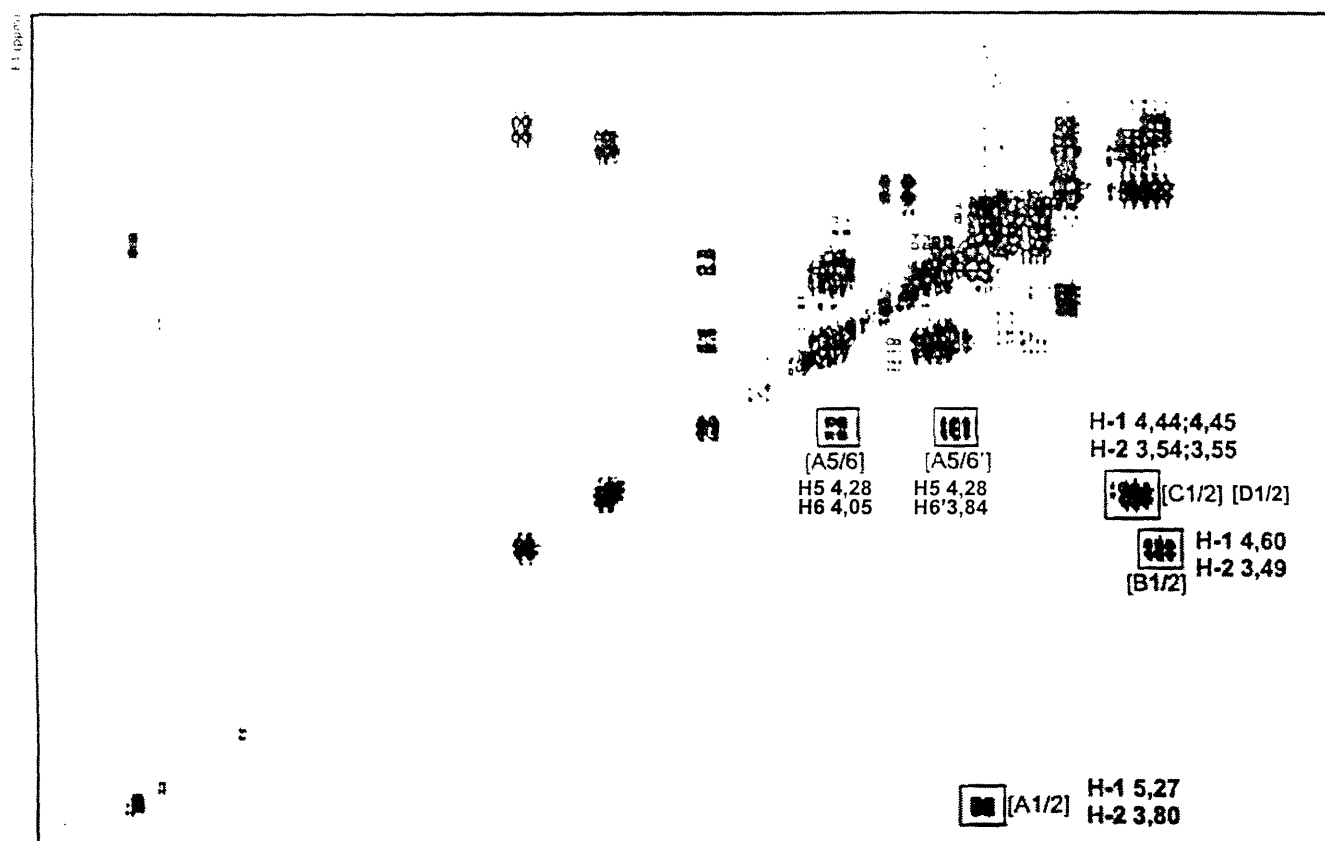 F1 (ppm)
H-1 4,44;4,45
H-2 3,54;3,55
[A5/6]
H5 4,28
H6 4,05
[A5/6']
H5 4,28
H6'3,84
[C1/2] [D1/2]
H-1 4,60
H-2 3,49
[B1/2]
[A1/2]
H-1 5,27
H-2 3,80